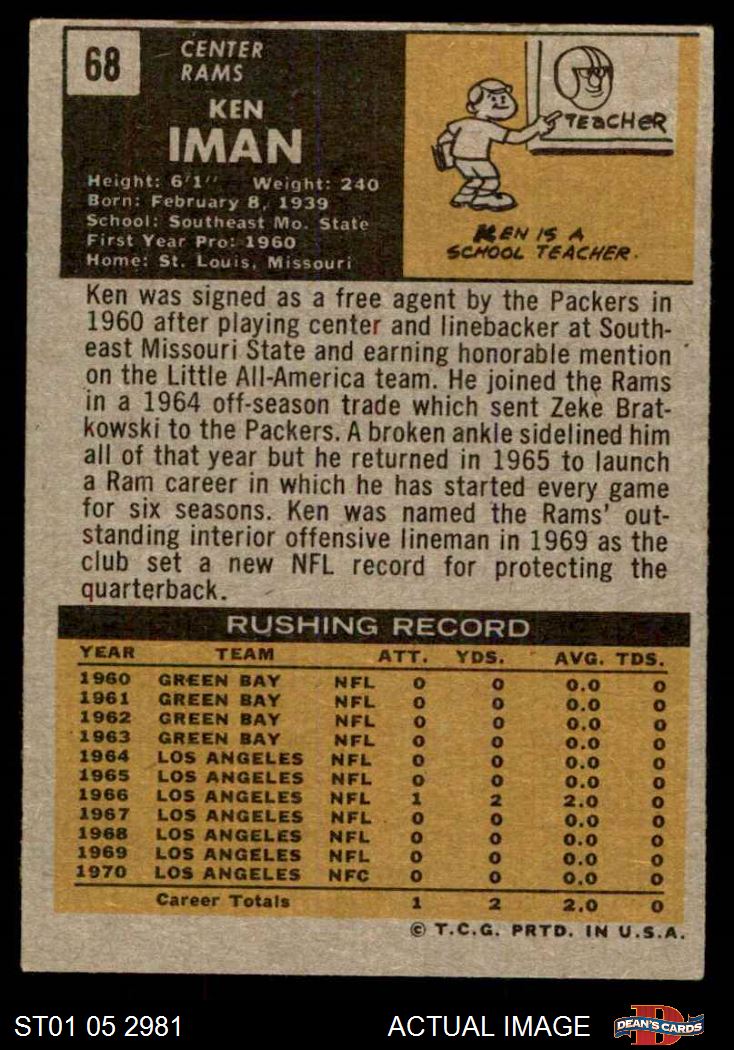 68
CENTER
RAMS
KEN
IMAN
Height: 6'1" Weight: 240
Born: February 8, 1939
School: Southeast Mo. State
First Year Pro: 1960
Home: St. Louis, Missouri
TEACHER
KEN IS A
SCHOOL TEACHER.
Ken was signed as a free agent by the Packers in
1960 after playing center and linebacker at South-
east Missouri State and earning honorable mention
on the Little All-America team. He joined the Rams
in a 1964 off-season trade which sent Zeke Brat-
kowski to the Packers. A broken ankle sidelined him
all of that year but he returned in 1965 to launch
a Ram career in which he has started every game
for six seasons. Ken was named the Rams' out-
standing interior offensive lineman in 1969 as the
club set a new NFL record for protecting the
quarterback.
RUSHING RECORD
YEAR TEAM ATT. YDS. AVG. TDS.
1960 GREEN BAY NFL 0 0 0.0 0
1961 GREEN BAY NFL 0 0 0.0 0
1962 GREEN BAY NFL 0 0 0.0 0
1963 GREEN BAY NFL 0 0 0.0 0
1964 LOS ANGELES NFL 0 0 0.0 0
1965 LOS ANGELES NFL 0 0 0.0 0
1966 LOS ANGELES NFL 1 2 2.0 0
1967 LOS ANGELES NFL 0 0 0.0 0
1968 LOS ANGELES NFL 0 0 0.0 0
1969 LOS ANGELES NFL 0 0 0.0 0
1970 LOS ANGELES NFC 0 0 0.0 0
Career Totals 1 2 2.0 0
© T.C.G. PRTD. IN U.S.A.
ST01 05 2981 ACTUAL IMAGE D DEAN'S CARDS